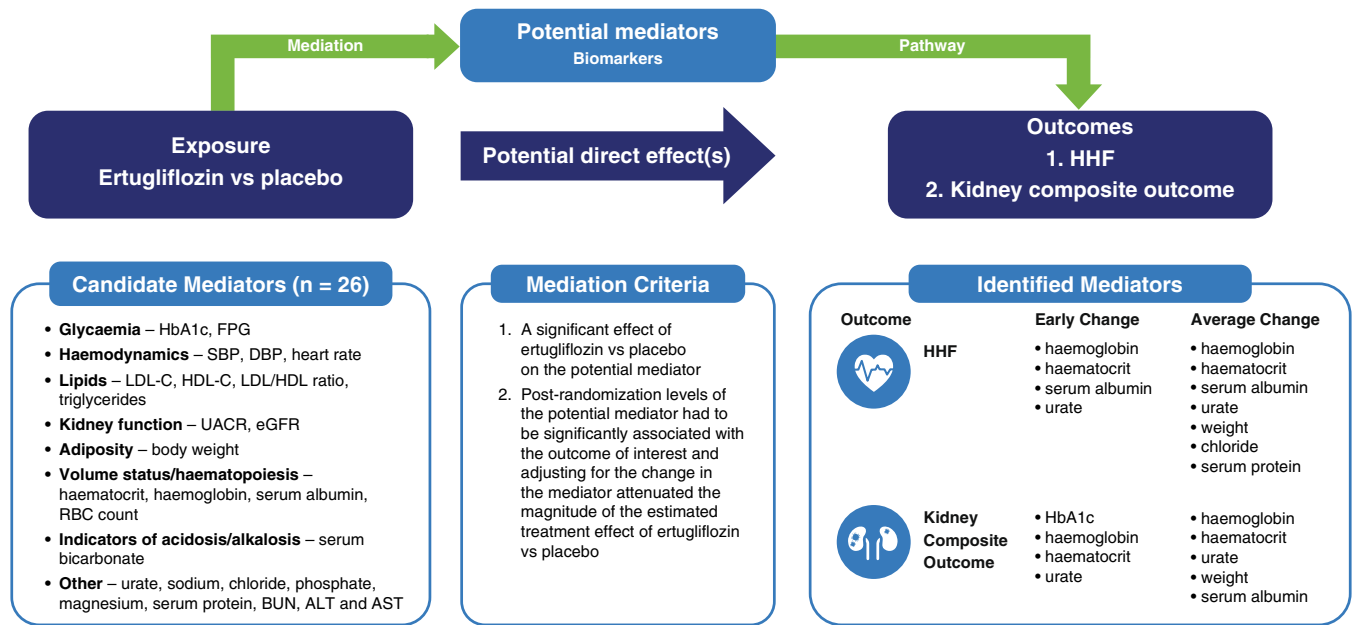 Mediation
Potential mediators
Biomarkers
Pathway
Exposure
Ertugliflozin vs placebo
Potential direct effect(s)
Outcomes
1. HHF
2. Kidney composite outcome
Candidate Mediators (n = 26)
• Glycaemia – HbA1c, FPG
• Haemodynamics – SBP, DBP, heart rate
• Lipids – LDL-C, HDL-C, LDL/HDL ratio,
triglycerides
• Kidney function – UACR, eGFR
• Adiposity – body weight
• Volume status/haematopoiesis –
haematocrit, haemoglobin, serum albumin,
RBC count
• Indicators of acidosis/alkalosis – serum
bicarbonate
• Other – urate, sodium, chloride, phosphate,
magnesium, serum protein, BUN, ALT and AST
Mediation Criteria
1. A significant effect of
ertugliflozin vs placebo
on the potential mediator
2. Post-randomization levels of
the potential mediator had to
be significantly associated with
the outcome of interest and
adjusting for the change in
the mediator attenuated the
magnitude of the estimated
treatment effect of ertugliflozin
vs placebo
Identified Mediators
Outcome
Early Change
Average Change
HHF
• haemoglobin
• haematocrit
• serum albumin
• urate
• haemoglobin
• haematocrit
• serum albumin
• urate
• weight
• chloride
• serum protein
Kidney
Composite
Outcome
• HbA1c
• haemoglobin
• haematocrit
• urate
• haemoglobin
• haematocrit
• urate
• weight
• serum albumin